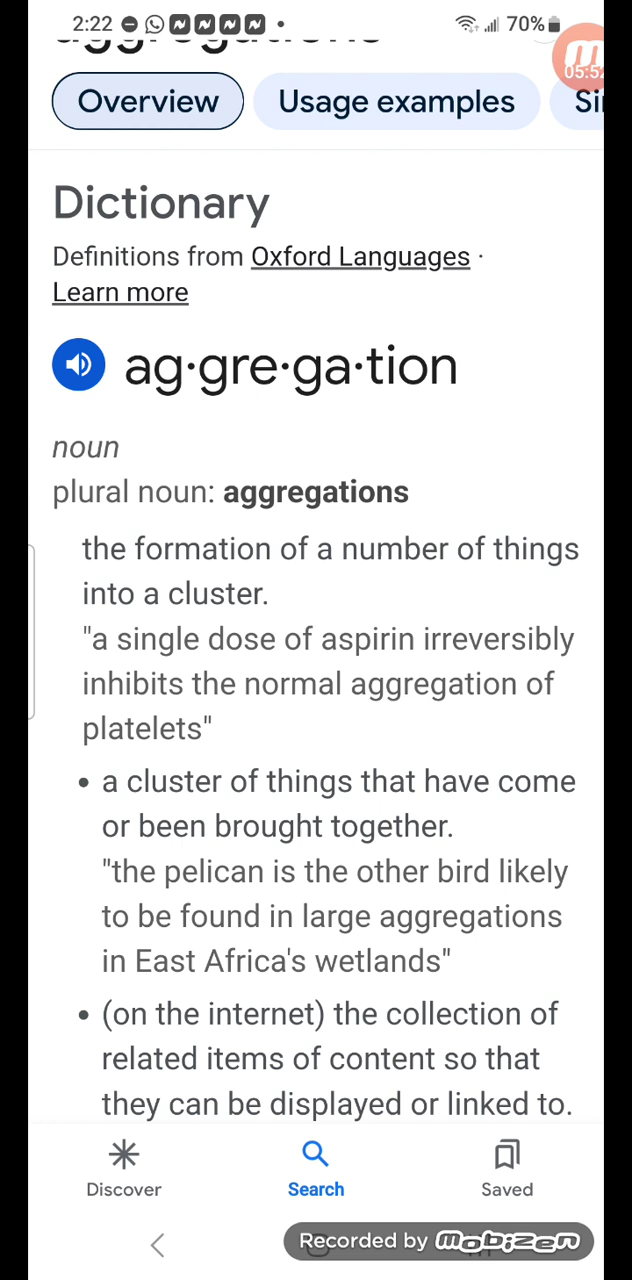 2:22
70%
aggregations
05:52
Overview
Usage examples
Si
Dictionary
Definitions from Oxford Languages ·
Learn more
ag·gre·ga·tion
noun
plural noun: aggregations
the formation of a number of things
into a cluster.
"a single dose of aspirin irreversibly
inhibits the normal aggregation of
platelets"
• a cluster of things that have come
or been brought together.
"the pelican is the other bird likely
to be found in large aggregations
in East Africa's wetlands"
• (on the internet) the collection of
related items of content so that
they can be displayed or linked to.
Discover
Search
Saved
Recorded by mobizen